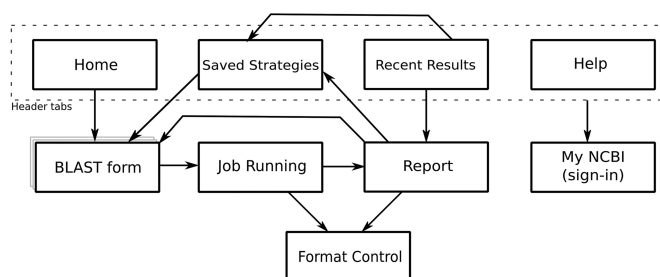 Home
Saved Strategies
Recent Results
Help
Header tabs
BLAST form
Job Running
Report
My NCBI
(sign-in)
Format Control